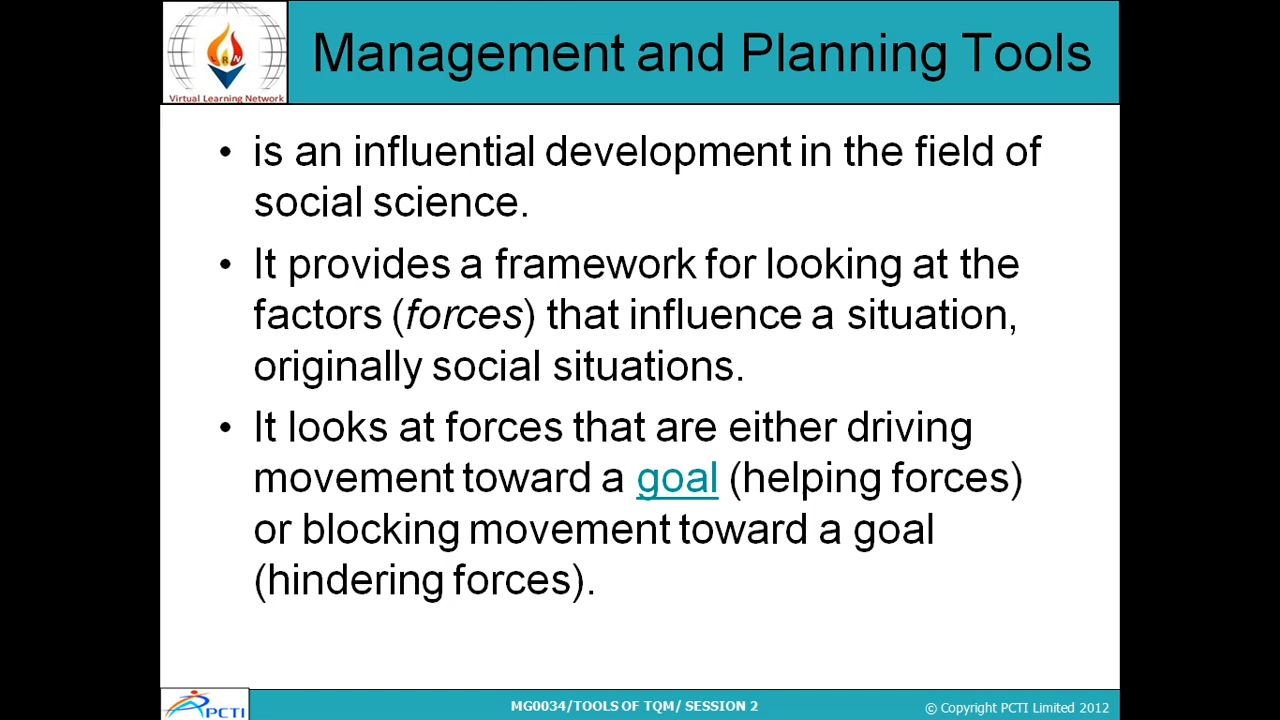 Management and Planning Tools
Virtual Learning Network
• is an influential development in the field of
social science.
• It provides a framework for looking at the
factors (forces) that influence a situation,
originally social situations.
• It looks at forces that are either driving
movement toward a goal (helping forces)
or blocking movement toward a goal
(hindering forces).
PCTI
MG0034/TOOLS OF TQM/ SESSION 2
© Copyright PCTI Limited 2012